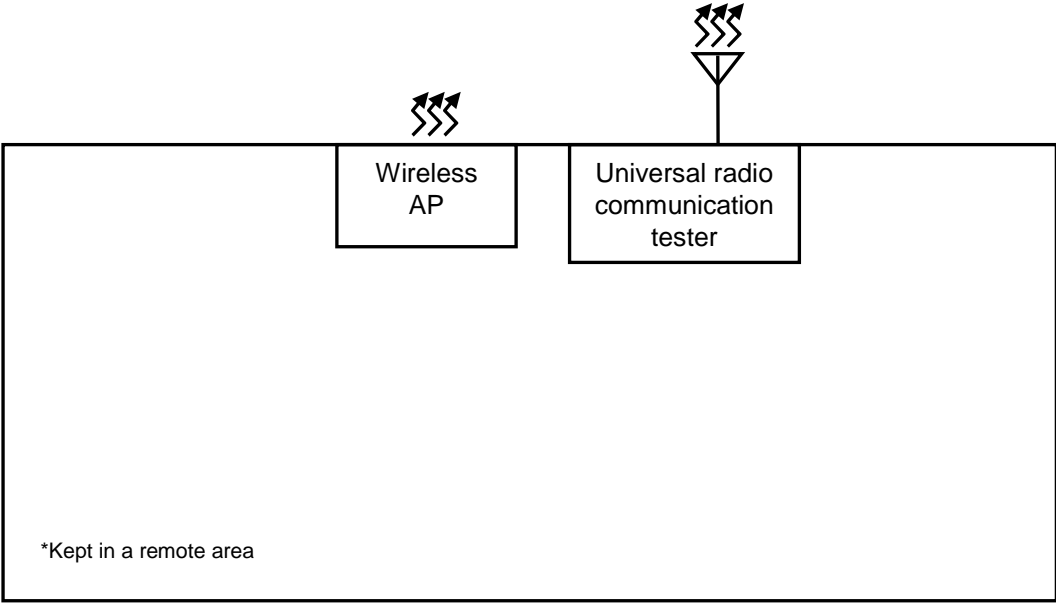 Wireless
AP
Universal radio
communication
tester
*Kept in a remote area